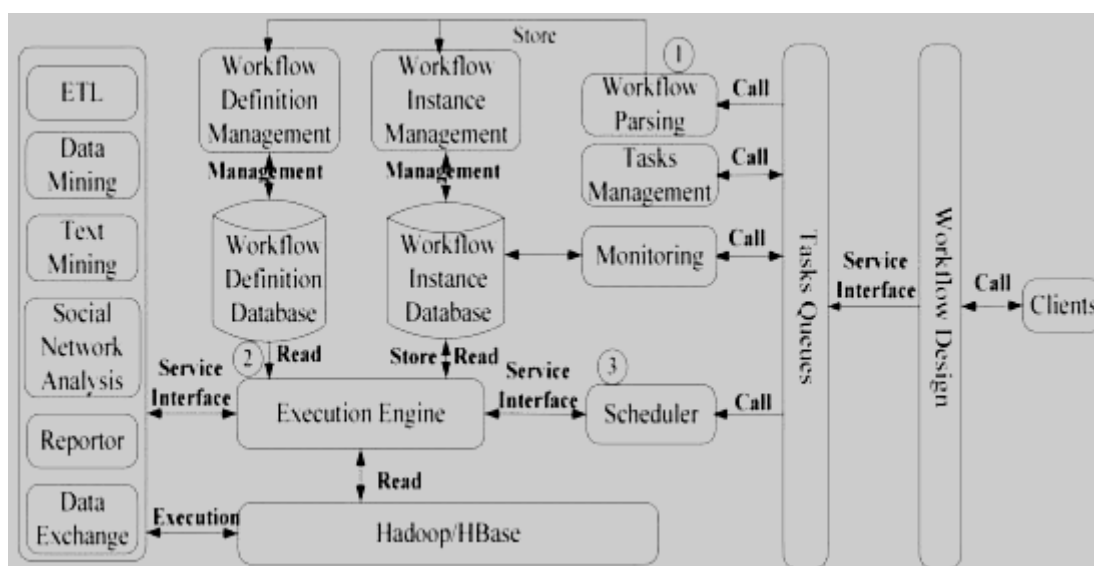 Store
ETL
Data
Mining
Text
Mining
Social
Network
Analysis
Reportor
Data
Exchange
Workflow
Definition
Management
Workflow
Instance
Management
1
Workflow
Parsing
Call
Tasks
Management
Call
Management
Management
Workflow
Definition
Database
Workflow
Instance
Database
Monitoring
Call
2
Read
Store
Read
Service
Interface
Execution Engine
Service
Interface
3
Scheduler
Call
Read
Execution
Hadoop/HBase
Tasks Queues
Service
Interface
Workflow Design
Call
Clients